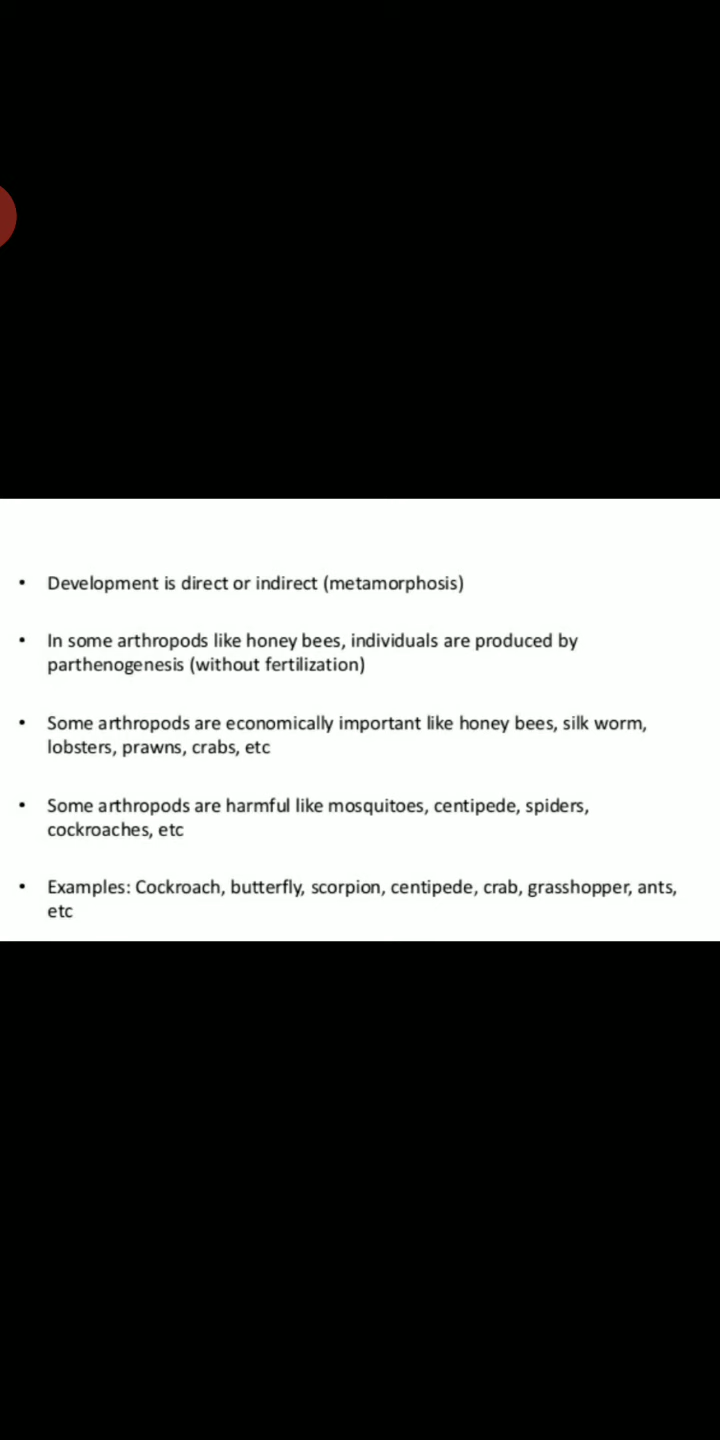 • Development is direct or indirect (metamorphosis)
• In some arthropods like honey bees, individuals are produced by
parthenogenesis (without fertilization)
• Some arthropods are economically important like honey bees, silk worm,
lobsters, prawns, crabs, etc
• Some arthropods are harmful like mosquitoes, centipede, spiders,
cockroaches, etc
• Examples: Cockroach, butterfly, scorpion, centipede, crab, grasshopper, ants,
etc